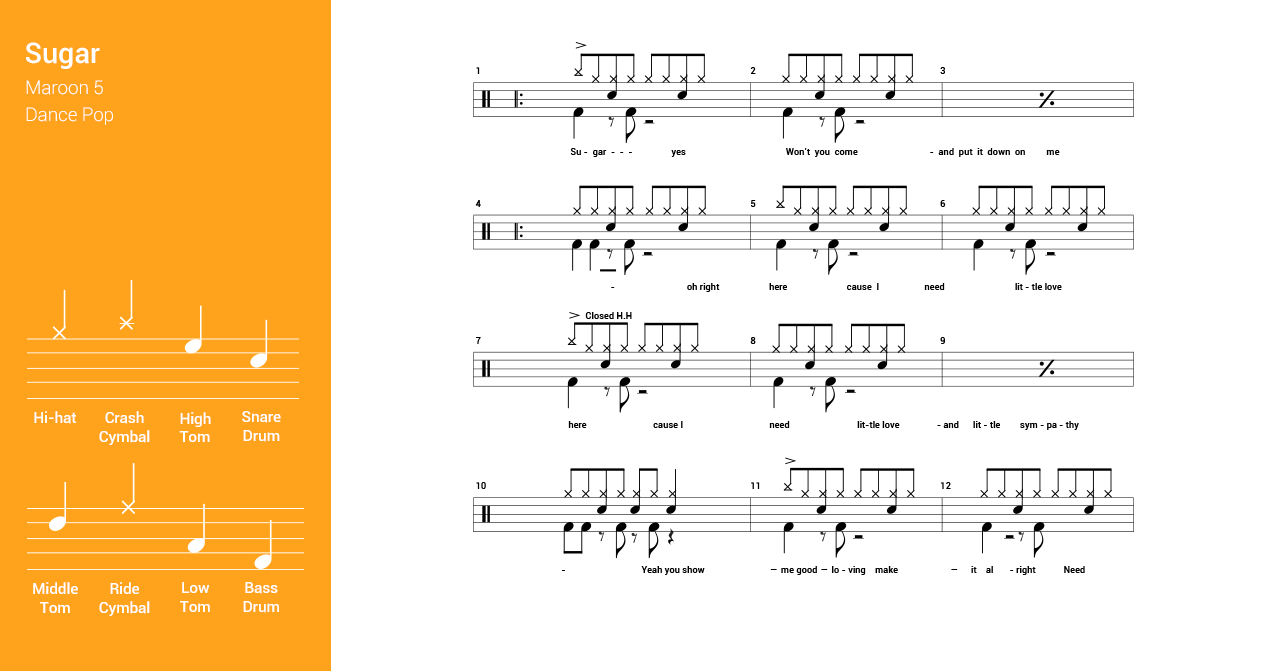 Sugar
Maroon 5
Dance Pop
Hi-hat
Crash Cymbal
High Tom
Snare Drum
Middle Tom
Ride Cymbal
Low Tom
Bass Drum
1 2 3
Su - gar - - - yes Won't you come - and put it down on me
4 5 6
- oh right here cause I need lit - tle love
Closed H.H
7 8 9
here cause I need lit-tle love - and lit - tle sym - pa - thy
10 11 12
- Yeah you show – me good – lo - ving make – it al - right Need